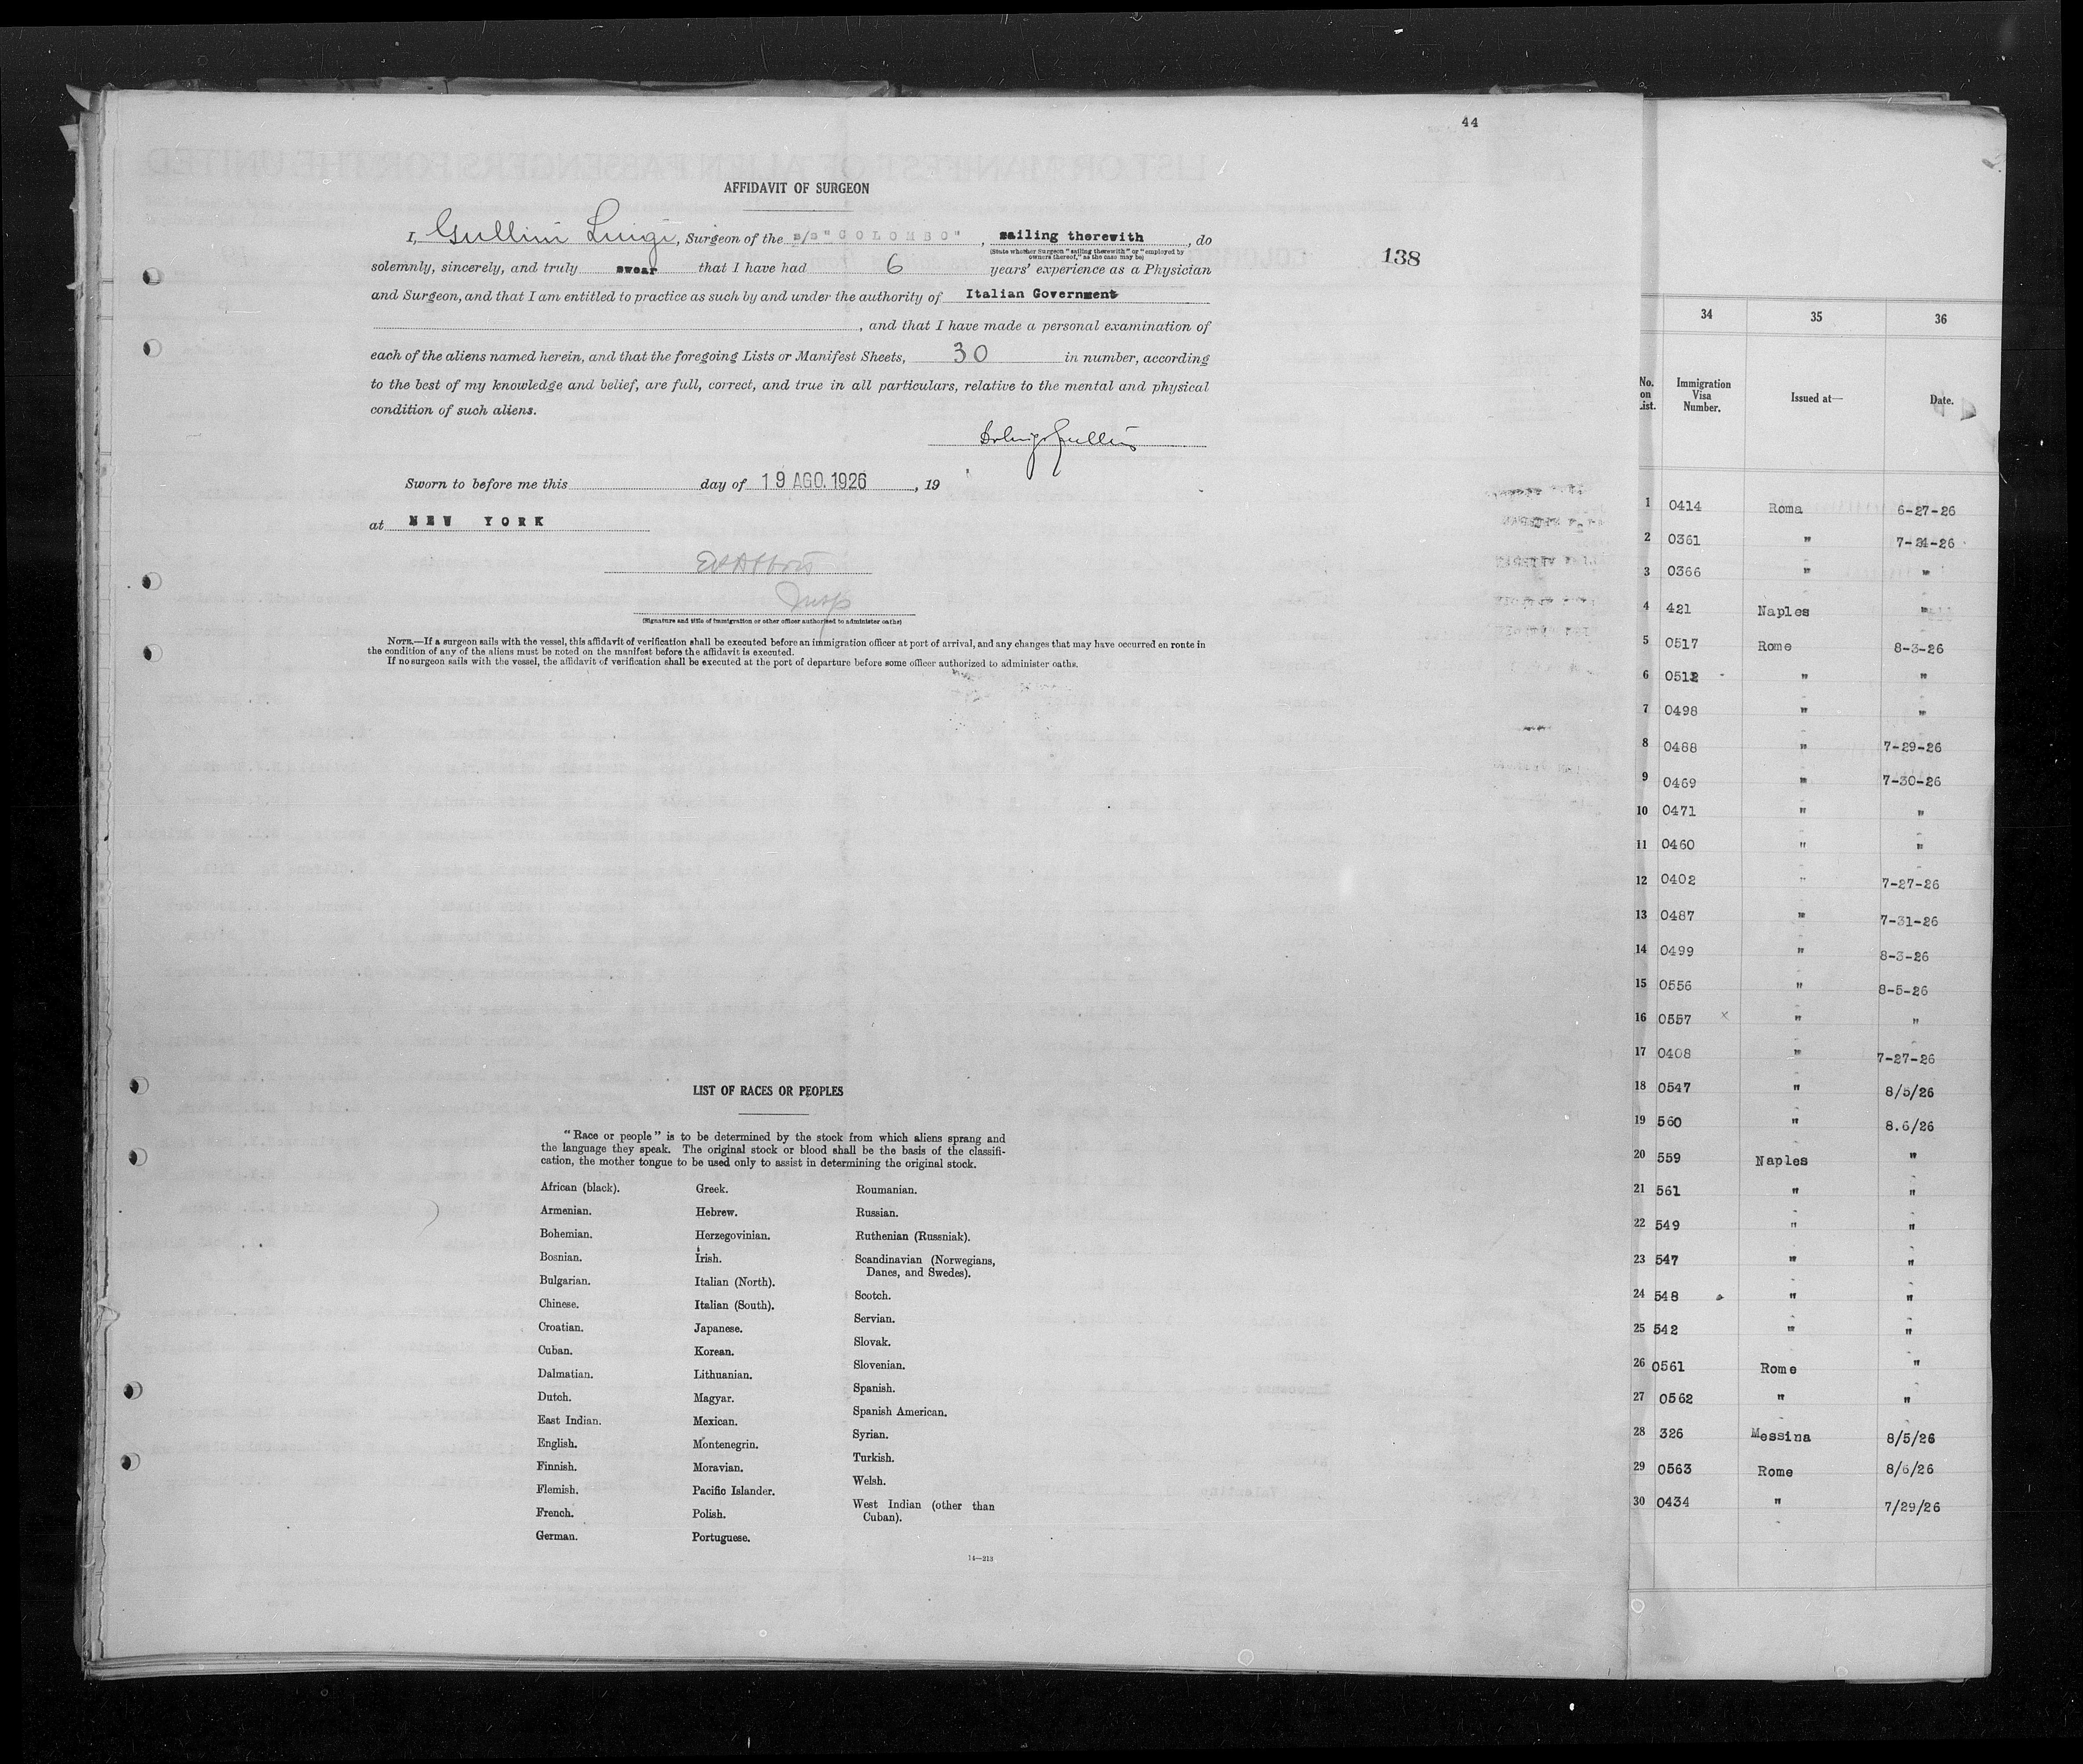 44
AFFIDAVIT OF SURGEON
I, Gullini Luigi, Surgeon of the s/s "COLOMBO", sailing therewith, do
(State whether Surgeon "sailing therewith" or "employed by
owners thereof," as the case may be)
138
solemnly, sincerely, and truly swear that I have had 6 years' experience as a Physician
and Surgeon, and that I am entitled to practice as such by and under the authority of Italian Government
, and that I have made a personal examination of
each of the aliens named herein, and that the foregoing Lists or Manifest Sheets, 30 in number, according
to the best of my knowledge and belief, are full, correct, and true in all particulars, relative to the mental and physical
condition of such aliens.
Sworn to before me this day of 19 AGO. 1926, 19
at NEW YORK
Insp
(Signature and title of immigration or other officer authorized to administer oaths)
NOTE.—If a surgeon sails with the vessel, this affidavit of verification shall be executed before an immigration officer at port of arrival, and any changes that may have occurred en route in
the condition of any of the aliens must be noted on the manifest before the affidavit is executed.
If no surgeon sails with the vessel, the affidavit of verification shall be executed at the port of departure before some officer authorized to administer oaths.
LIST OF RACES OR PEOPLES
"Race or people" is to be determined by the stock from which aliens sprang and
the language they speak. The original stock or blood shall be the basis of the classifi-
cation, the mother tongue to be used only to assist in determining the original stock.
African (black).
Armenian.
Bohemian.
Bosnian.
Bulgarian.
Chinese.
Croatian.
Cuban.
Dalmatian.
Dutch.
East Indian.
English.
Finnish.
Flemish.
French.
German.
Greek.
Hebrew.
Herzegovinian.
Irish.
Italian (North).
Italian (South).
Japanese.
Korean.
Lithuanian.
Magyar.
Mexican.
Montenegrin.
Moravian.
Pacific Islander.
Polish.
Portuguese.
Roumanian.
Russian.
Ruthenian (Russniak).
Scandinavian (Norwegians,
Danes, and Swedes).
Scotch.
Servian.
Slovak.
Slovenian.
Spanish.
Spanish American.
Syrian.
Turkish.
Welsh.
West Indian (other than
Cuban).
14—213
34 35 36
No.
on
List.
Immigration
Visa
Number.
Issued at—
Date.
1 0414 Roma 6-27-26
2 0361 " 7-24-26
3 0366 " "
4 421 Naples "
5 0517 Rome 8-3-26
6 0512 " "
7 0498 " "
8 0488 " 7-29-26
9 0469 " 7-30-26
10 0471 " "
11 0460 " "
12 0402 " 7-27-26
13 0487 " 7-31-26
14 0499 " 8-3-26
15 0556 " 8-5-26
16 0557 x " "
17 0408 " 7-27-26
18 0547 " 8/5/26
19 560 " 8.6/26
20 559 Naples "
21 561 " "
22 549 " "
23 547 " "
24 548 " "
25 542 " "
26 0561 Rome "
27 0562 " "
28 326 Messina 8/5/26
29 0563 Rome 8/6/26
30 0434 " 7/29/26